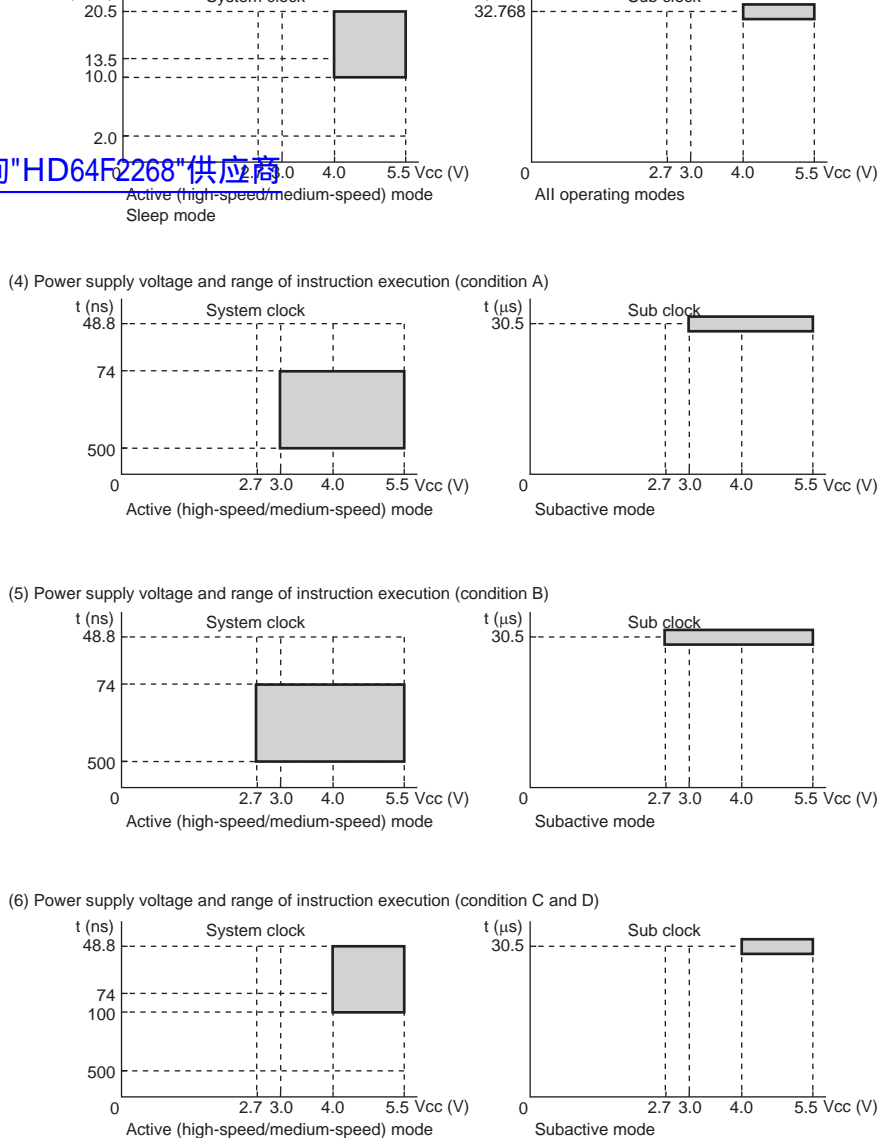 System clock
Sub clock
20.5
13.5
10.0
2.0
0 2.7 3.0 4.0 5.5 Vcc (V)
Active (high-speed/medium-speed) mode
Sleep mode
32.768
0 2.7 3.0 4.0 5.5 Vcc (V)
All operating modes
"HD64F2268"供应商
(4) Power supply voltage and range of instruction execution (condition A)
t (ns)
System clock
48.8
74
500
0 2.7 3.0 4.0 5.5 Vcc (V)
Active (high-speed/medium-speed) mode
t (μs)
Sub clock
30.5
0 2.7 3.0 4.0 5.5 Vcc (V)
Subactive mode
(5) Power supply voltage and range of instruction execution (condition B)
t (ns)
System clock
48.8
74
500
0 2.7 3.0 4.0 5.5 Vcc (V)
Active (high-speed/medium-speed) mode
t (μs)
Sub clock
30.5
0 2.7 3.0 4.0 5.5 Vcc (V)
Subactive mode
(6) Power supply voltage and range of instruction execution (condition C and D)
t (ns)
System clock
48.8
74
100
500
0 2.7 3.0 4.0 5.5 Vcc (V)
Active (high-speed/medium-speed) mode
t (μs)
Sub clock
30.5
0 2.7 3.0 4.0 5.5 Vcc (V)
Subactive mode